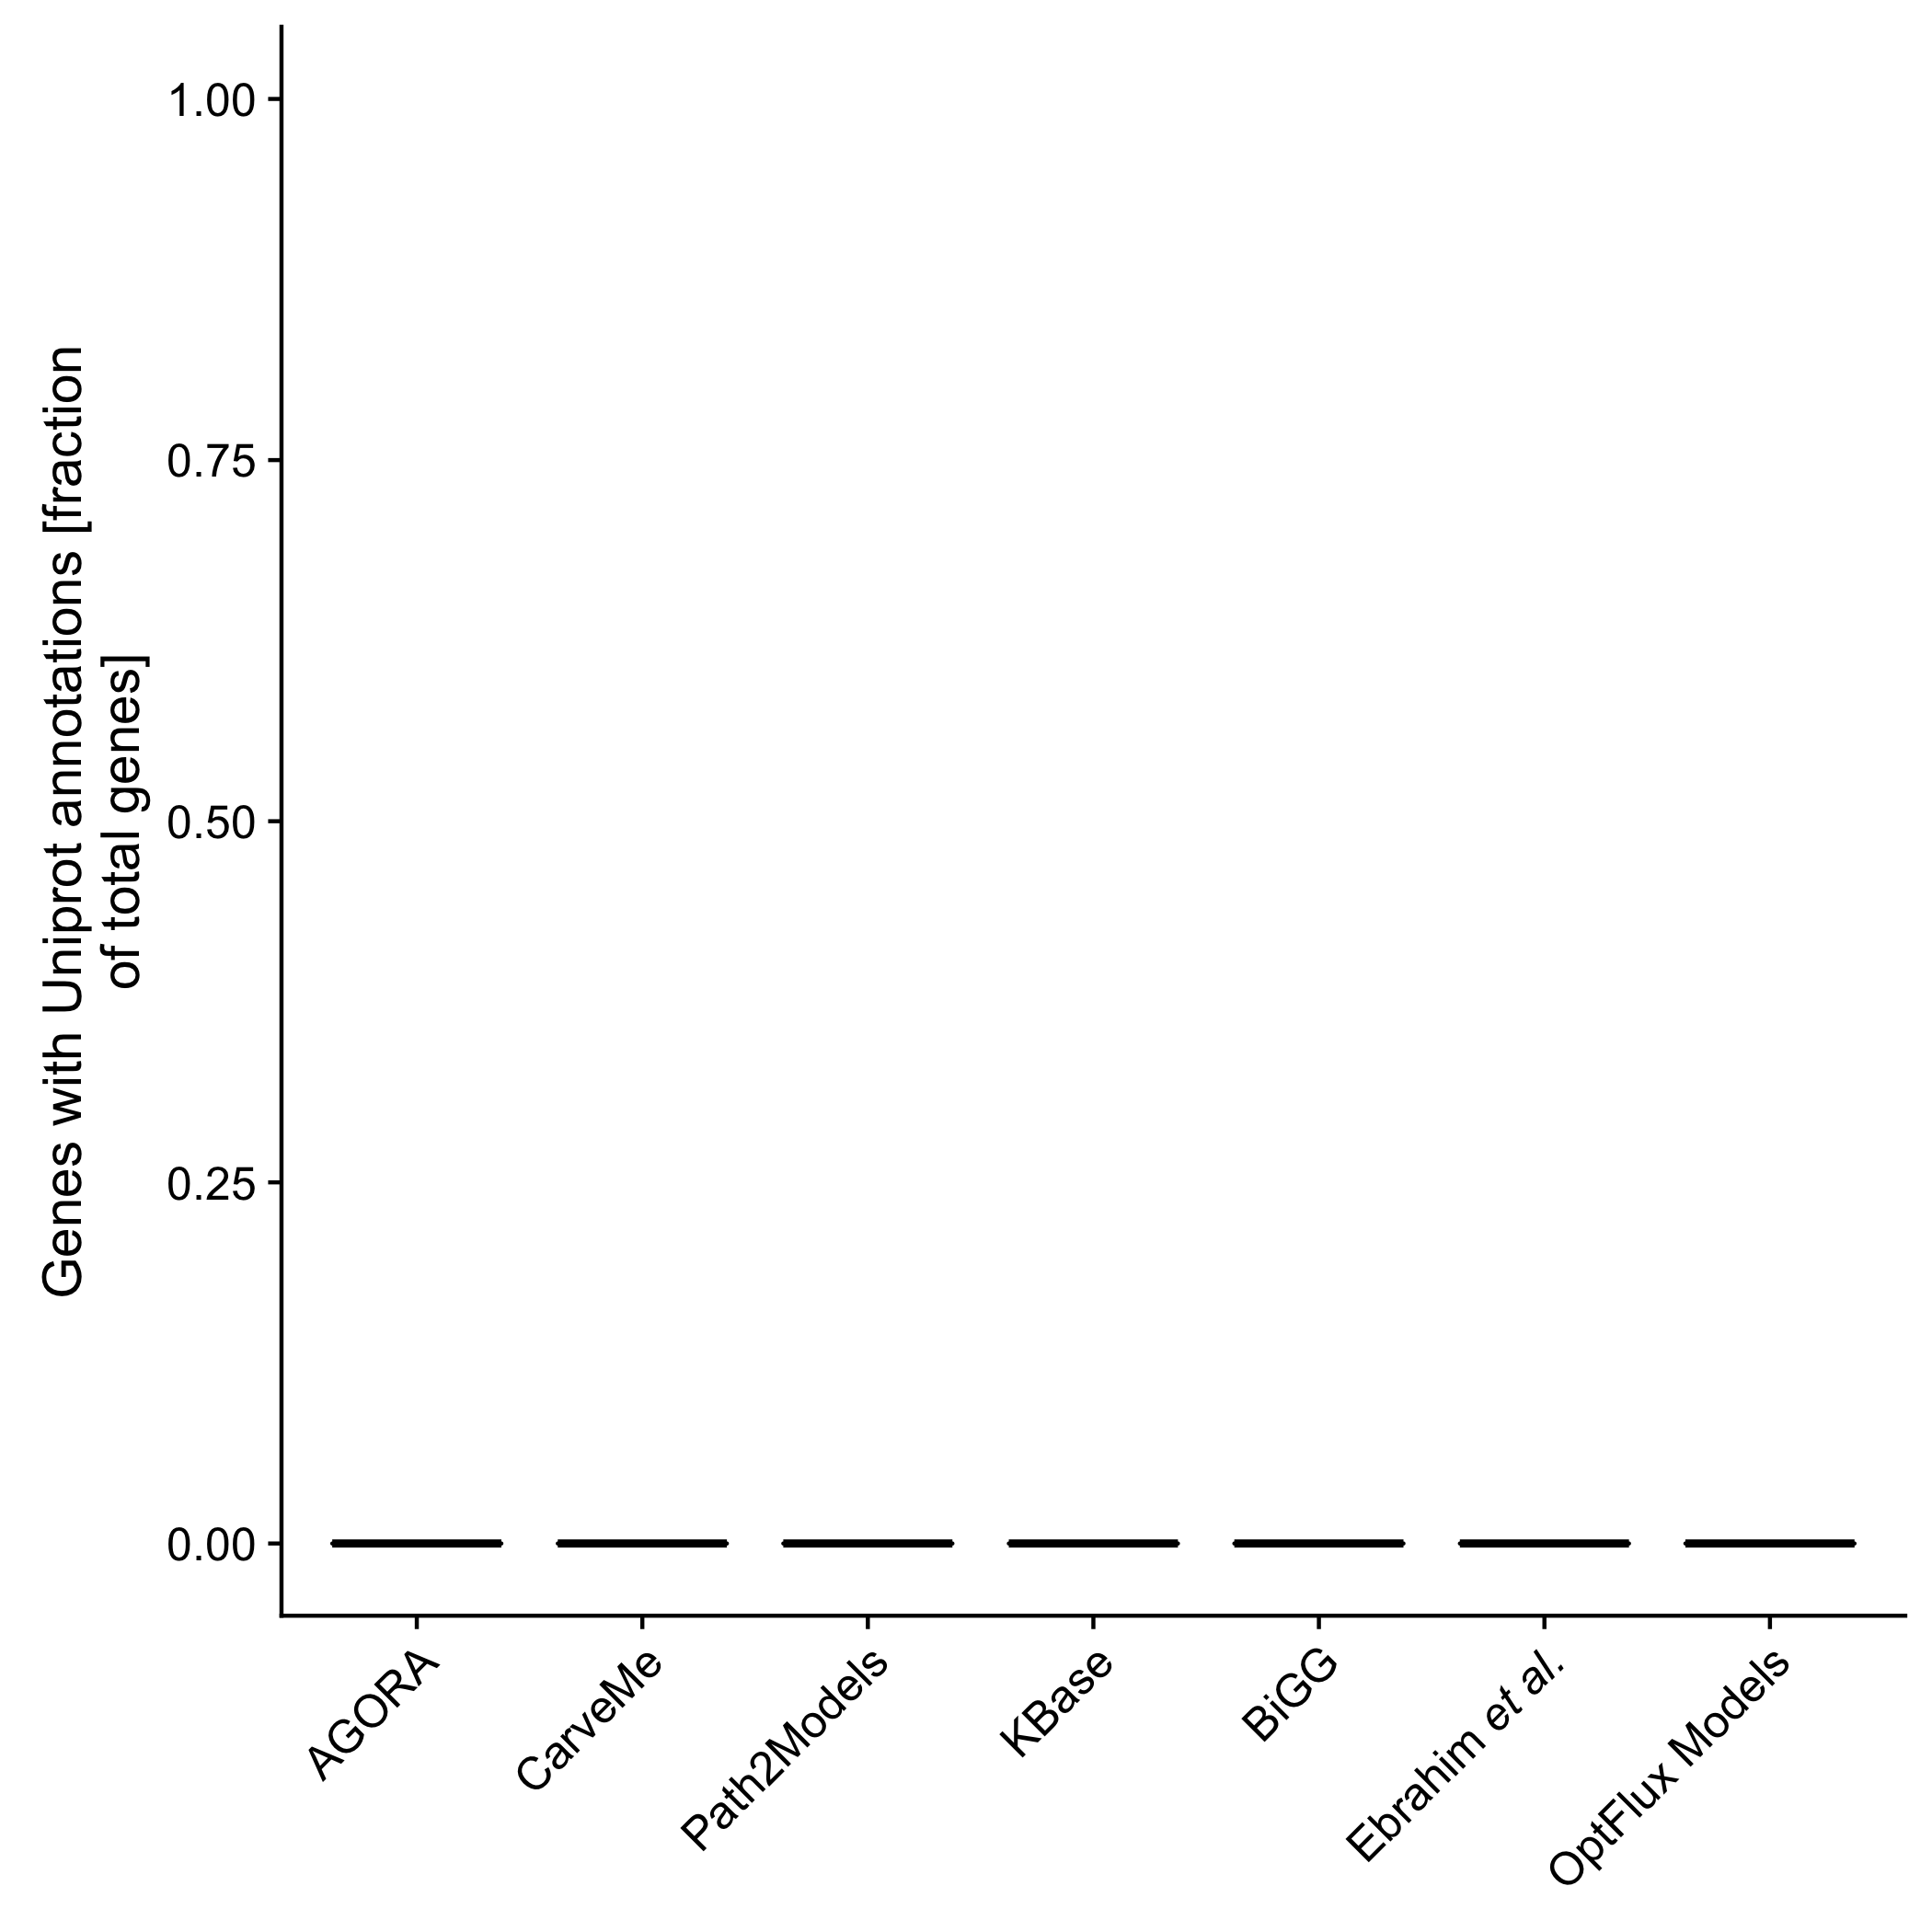 Genes with Uniprot annotations [fraction
of total genes]
1.00
0.75
0.50
0.25
0.00
AGORA
CarveMe
Path2Models
KBase
BiGG
Ebrahim et al.
OptFlux Models